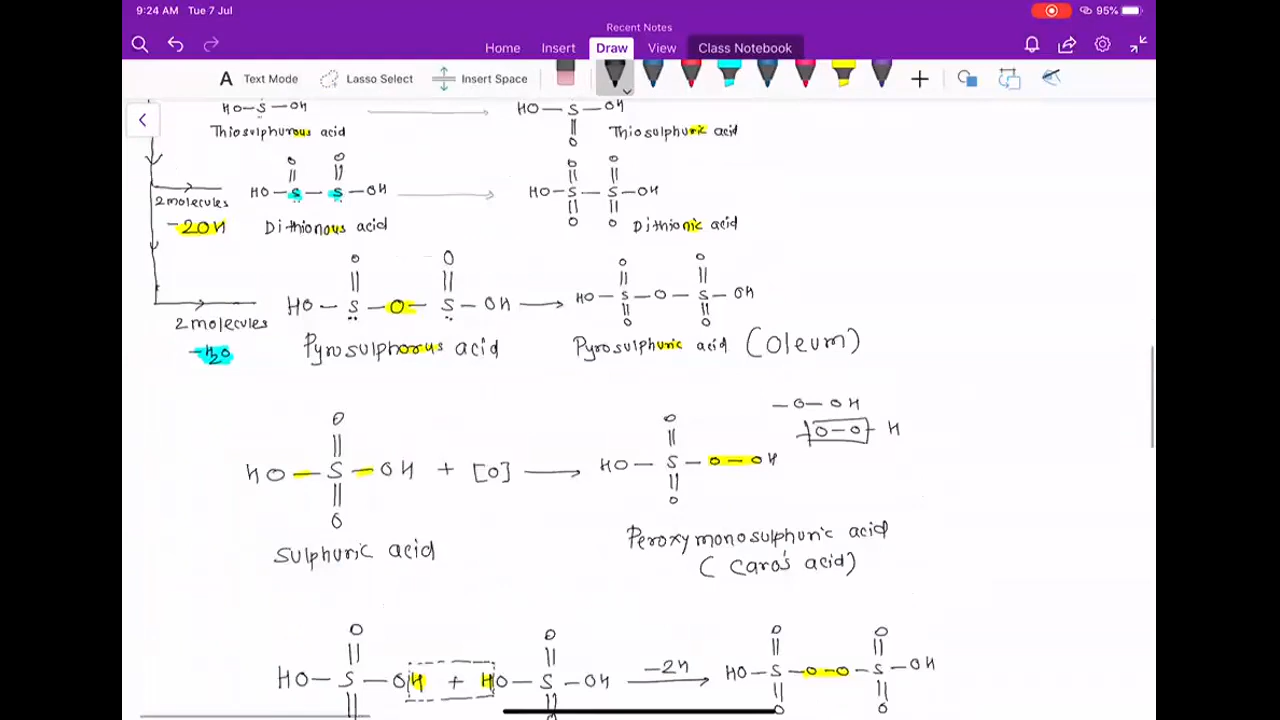 9:24 AM Tue 7 Jul
95%
Recent Notes
Home Insert Draw View Class Notebook
A Text Mode Lasso Select Insert Space
HO-S-OH HO-S-OH
O
Thiosulphurous acid Thiosulphuric acid
O O O O
HO-S-S-OH HO-S-S-OH
2 molecules O O
-2OH Dithionous acid Dithionic acid
O O O O
HO-S-O-S-OH HO-S-O-S-OH
2 molecules O O
-H2O Pyrosulphorus acid Pyrosulphuric acid (Oleum)
-O-OH
O O O-O-H
HO-S-OH + [O] HO-S-O-OH
O O
Sulphuric acid Peroxymonosulphuric acid
(Caro's acid)
O O O O
HO-S-OH + HO-S-OH -2H HO-S-O-O-S-OH
O O